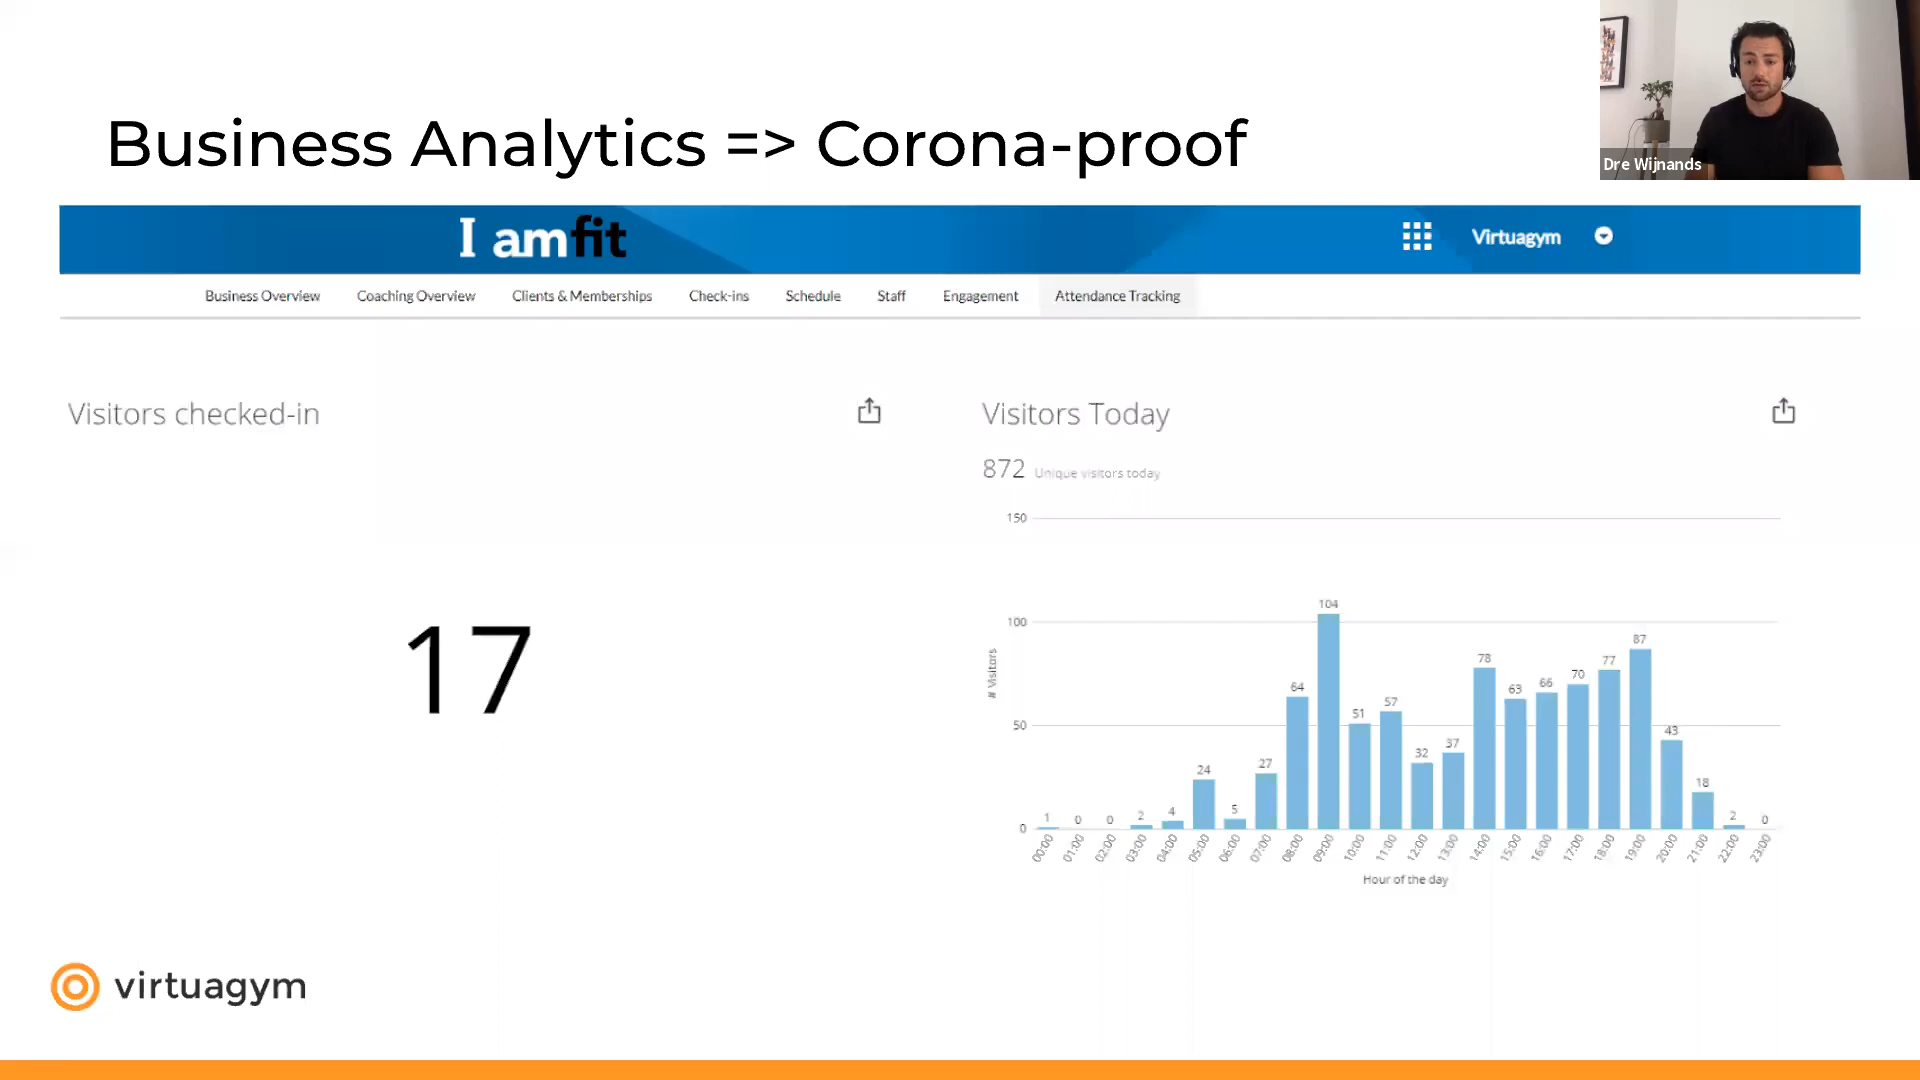 Business Analytics => Corona-proof
Dre Wijnands
I amfit
Virtuagym
Business Overview Coaching Overview Clients & Memberships Check-ins Schedule Staff Engagement Attendance Tracking
Visitors checked-in
17
Visitors Today
872 Unique visitors today
150
100
50
0
# Visitors
1 0 0 2 4 24 5 27 64 104 51 57 32 37 78 63 66 70 77 87 43 18 2 0
00:00 01:00 02:00 03:00 04:00 05:00 06:00 07:00 08:00 09:00 10:00 11:00 12:00 13:00 14:00 15:00 16:00 17:00 18:00 19:00 20:00 21:00 22:00 23:00
Hour of the day
virtuagym